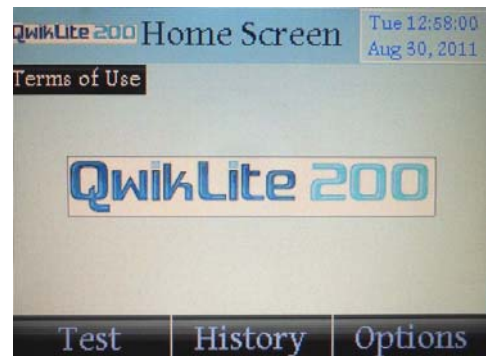 QwikLite 200 Home Screen
Tue 12:58:00
Aug 30, 2011
Terms of Use
QwikLite 200
Test History Options